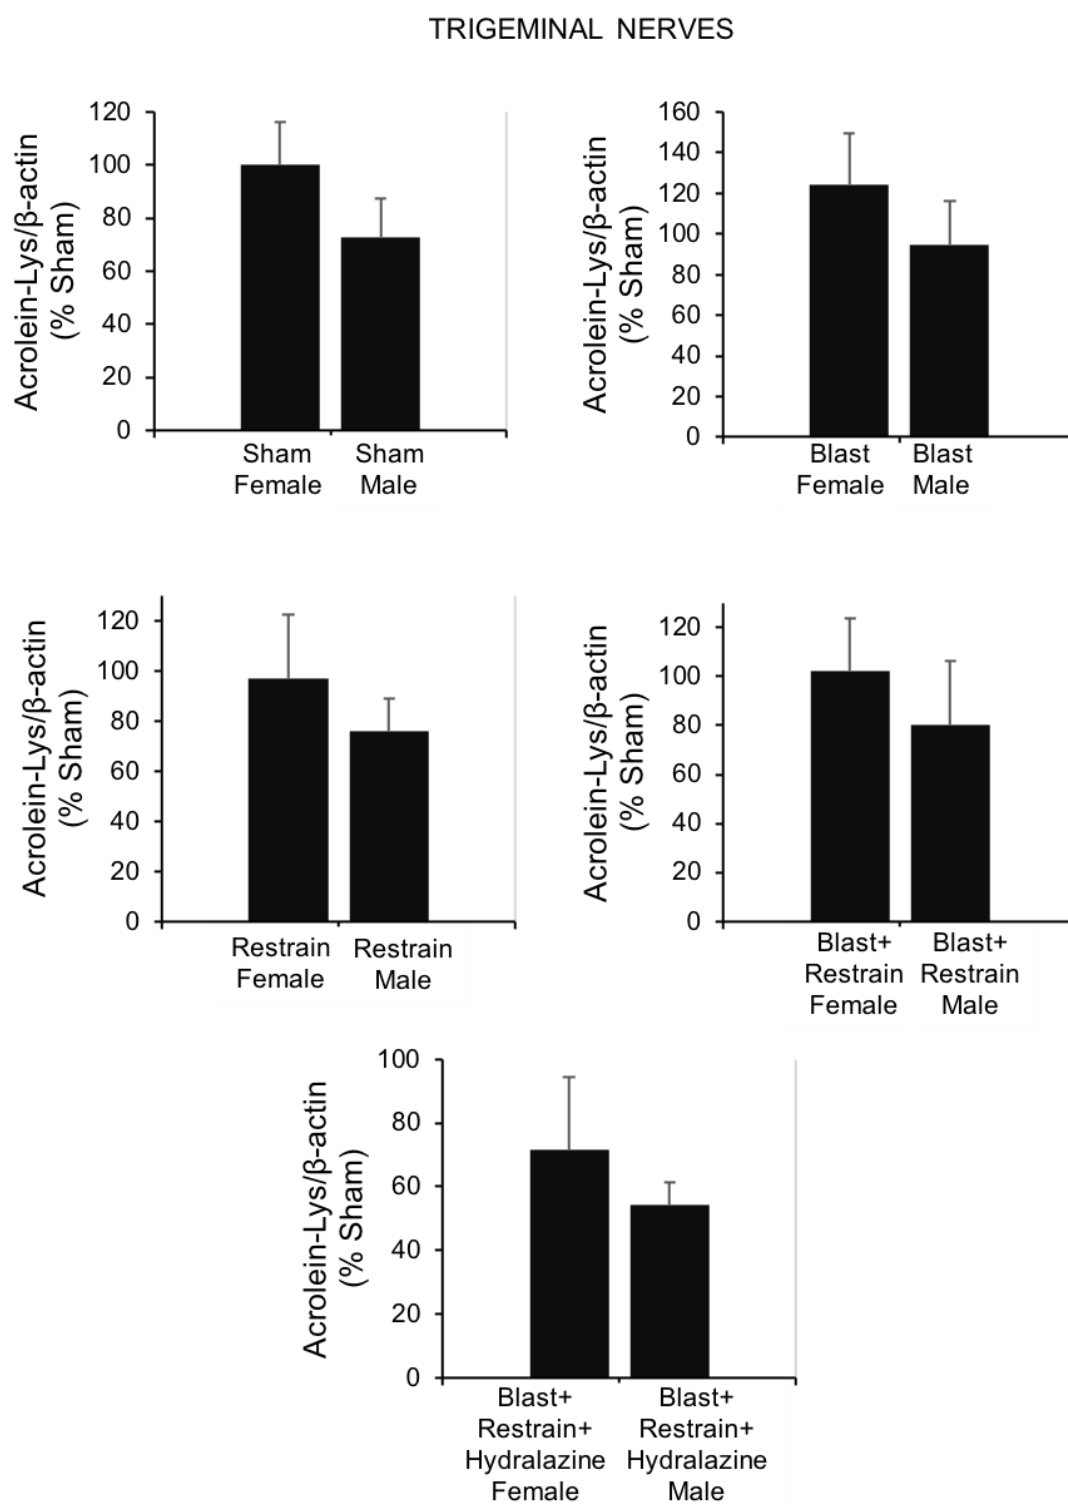 TRIGEMINAL NERVES
Acrolein-Lys/β-actin
(% Sham)
120
100
80
60
40
20
0
Sham
Female
Sham
Male
Acrolein-Lys/β-actin
(% Sham)
160
140
120
100
80
60
40
20
0
Blast
Female
Blast
Male
Acrolein-Lys/β-actin
(% Sham)
120
100
80
60
40
20
0
Restrain
Female
Restrain
Male
Acrolein-Lys/β-actin
(% Sham)
120
100
80
60
40
20
0
Blast+
Restrain
Female
Blast+
Restrain
Male
Acrolein-Lys/β-actin
(% Sham)
100
80
60
40
20
0
Blast+
Restrain+
Hydralazine
Female
Blast+
Restrain+
Hydralazine
Male